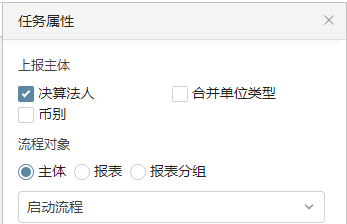 任务属性
上报主体
决算法人 合并单位类型
币别
流程对象
主体 报表 报表分组
启动流程